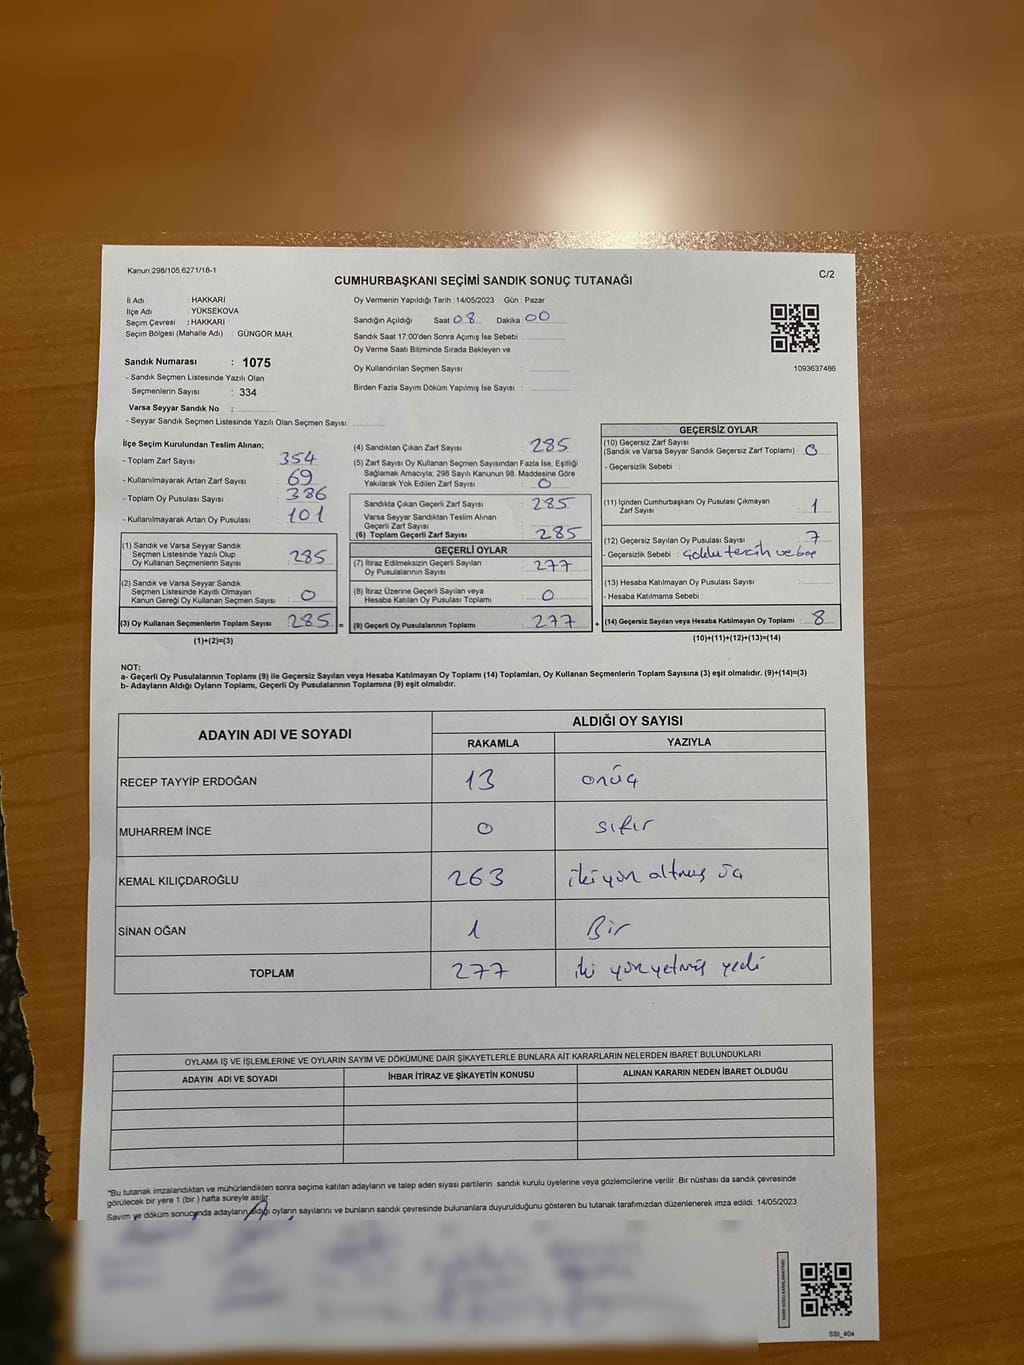 Kanun:298/105,6271/18-1
C/2
CUMHURBAŞKANI SEÇİMİ SANDIK SONUÇ TUTANAĞI
İl Adı : HAKKARİ
İlçe Adı : YÜKSEKOVA
Seçim Çevresi : HAKKARİ
Seçim Bölgesi (Mahalle Adı) : GÜNGÖR MAH.
Oy Vermenin Yapıldığı Tarih : 14/05/2023 Gün : Pazar
Sandığın Açıldığı Saat 08 Dakika 00
Sandık Saat 17.00'den Sonra Açımış İse Sebebi :
Oy Verme Saati Bitiminde Sırada Bekleyen ve
Oy Kullandırılan Seçmen Sayısı :
Birden Fazla Sayım Döküm Yapılmış İse Sayısı :
1093637486
Sandık Numarası : 1075
- Sandık Seçmen Listesinde Yazılı Olan
Seçmenlerin Sayısı : 334
Varsa Seyyar Sandık No :
- Seyyar Sandık Seçmen Listesinde Yazılı Olan Seçmen Sayısı:
İlçe Seçim Kurulundan Teslim Alınan;
- Toplam Zarf Sayısı : 354
- Kullanılmayarak Artan Zarf Sayısı : 69
- Toplam Oy Pusulası Sayısı : 386
- Kullanılmayarak Artan Oy Pusulası : 101
(1) Sandık ve Varsa Seyyar Sandık
Seçmen Listesinde Yazılı Olup
Oy Kullanan Seçmenlerin Sayısı : 285
(2) Sandık ve Varsa Seyyar Sandık
Seçmen Listesinde Kayıtlı Olmayan
Kanun Gereği Oy Kullanan Seçmen Sayısı : 0
(3) Oy Kullanan Seçmenlerin Toplam Sayısı : 285 =
(1)+(2)=(3)
(4) Sandıktan Çıkan Zarf Sayısı : 285
(5) Zarf Sayısı Oy Kullanan Seçmen Sayısından Fazla İse, Eşitliği
Sağlamak Amacıyla; 298 Sayılı Kanunun 98. Maddesine Göre
Yakılarak Yok Edilen Zarf Sayısı : 0
Sandıkta Çıkan Geçerli Zarf Sayısı : 285
Varsa Seyyar Sandıktan Teslim Alınan
Geçerli Zarf Sayısı :
(6) Toplam Geçerli Zarf Sayısı : 285
GEÇERLİ OYLAR
(7) İtiraz Edilmeksizin Geçerli Sayılan
Oy Pusulalarının Sayısı : 277
(8) İtiraz Üzerine Geçerli Sayılan veya
Hesaba Katılan Oy Pusulası Toplamı : 0
(9) Geçerli Oy Pusulalarının Toplamı : 277 +
GEÇERSİZ OYLAR
(10) Geçersiz Zarf Sayısı
(Sandık ve Varsa Seyyar Sandık Geçersiz Zarf Toplamı) : 0
- Geçersizlik Sebebi :
(11) İçinden Cumhurbaşkanı Oy Pusulası Çıkmayan
Zarf Sayısı : 1
(12) Geçersiz Sayılan Oy Pusulası Sayısı : 7
- Geçersizlik Sebebi : çoklu tercih ve boş
(13) Hesaba Katılmayan Oy Pusulası Sayısı :
- Hesaba Katılmama Sebebi :
(14) Geçersiz Sayılan veya Hesaba Katılmayan Oy Toplamı : 8
(10)+(11)+(12)+(13)=(14)
NOT:
a- Geçerli Oy Pusulalarının Toplamı (9) ile Geçersiz Sayılan veya Hesaba Katılmayan Oy Toplamı (14) Toplamları, Oy Kullanan Seçmenlerin Toplam Sayısına (3) eşit olmalıdır. (9)+(14)=(3)
b- Adayların Aldığı Oyların Toplamı, Geçerli Oy Pusulalarının Toplamına (9) eşit olmalıdır.
ADAYIN ADI VE SOYADI
ALDIĞI OY SAYISI
RAKAMLA YAZIYLA
RECEP TAYYİP ERDOĞAN 13 onüç
MUHARREM İNCE 0 sıfır
KEMAL KILIÇDAROĞLU 263 iki yüz altmış üç
SİNAN OĞAN 1 Bir
TOPLAM 277 iki yüz yetmiş yedi
OYLAMA İŞ VE İŞLEMLERİNE VE OYLARIN SAYIM VE DÖKÜMÜNE DAİR ŞİKAYETLERLE BUNLARA AİT KARARLARIN NELERDEN İBARET BULUNDUKLARI
ADAYIN ADI VE SOYADI İHBAR İTİRAZ VE ŞİKAYETİN KONUSU ALINAN KARARIN NEDEN İBARET OLDUĞU
*Bu tutanak imzalandıktan ve mühürlendikten sonra seçime katılan adayların ve talep eden siyasi partilerin sandık kurulu üyelerine veya gözlemcilerine verilir. Bir nüshası da sandık çevresinde
görülecek bir yere 1 (bir ) hafta süreyle asılır.
Sayım ve döküm sonucunda adayların aldığı oyların sayılarını ve bunların sandık çevresinde bulunanlara duyurulduğunu gösteren bu tutanak tarafımızdan düzenlenerek imza edildi. 14/05/2023
SSI_404